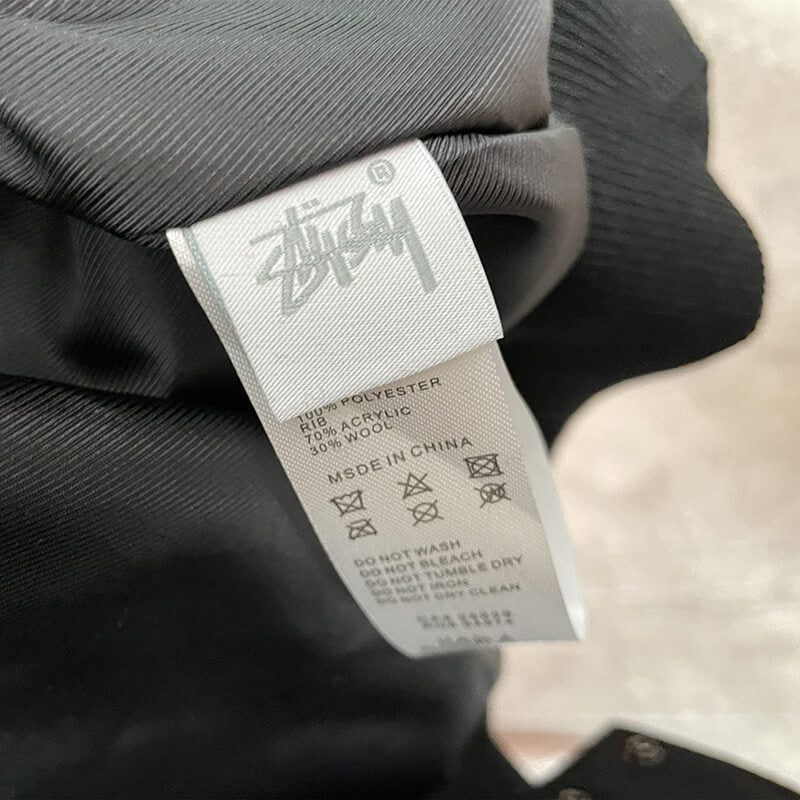 Stüssy ®
100% POLYESTER
RIB
70% ACRYLIC
30% WOOL
MSDE IN CHINA
DO NOT WASH
DO NOT BLEACH
DO NOT TUMBLE DRY
DO NOT IRON
DO NOT DRY CLEAN